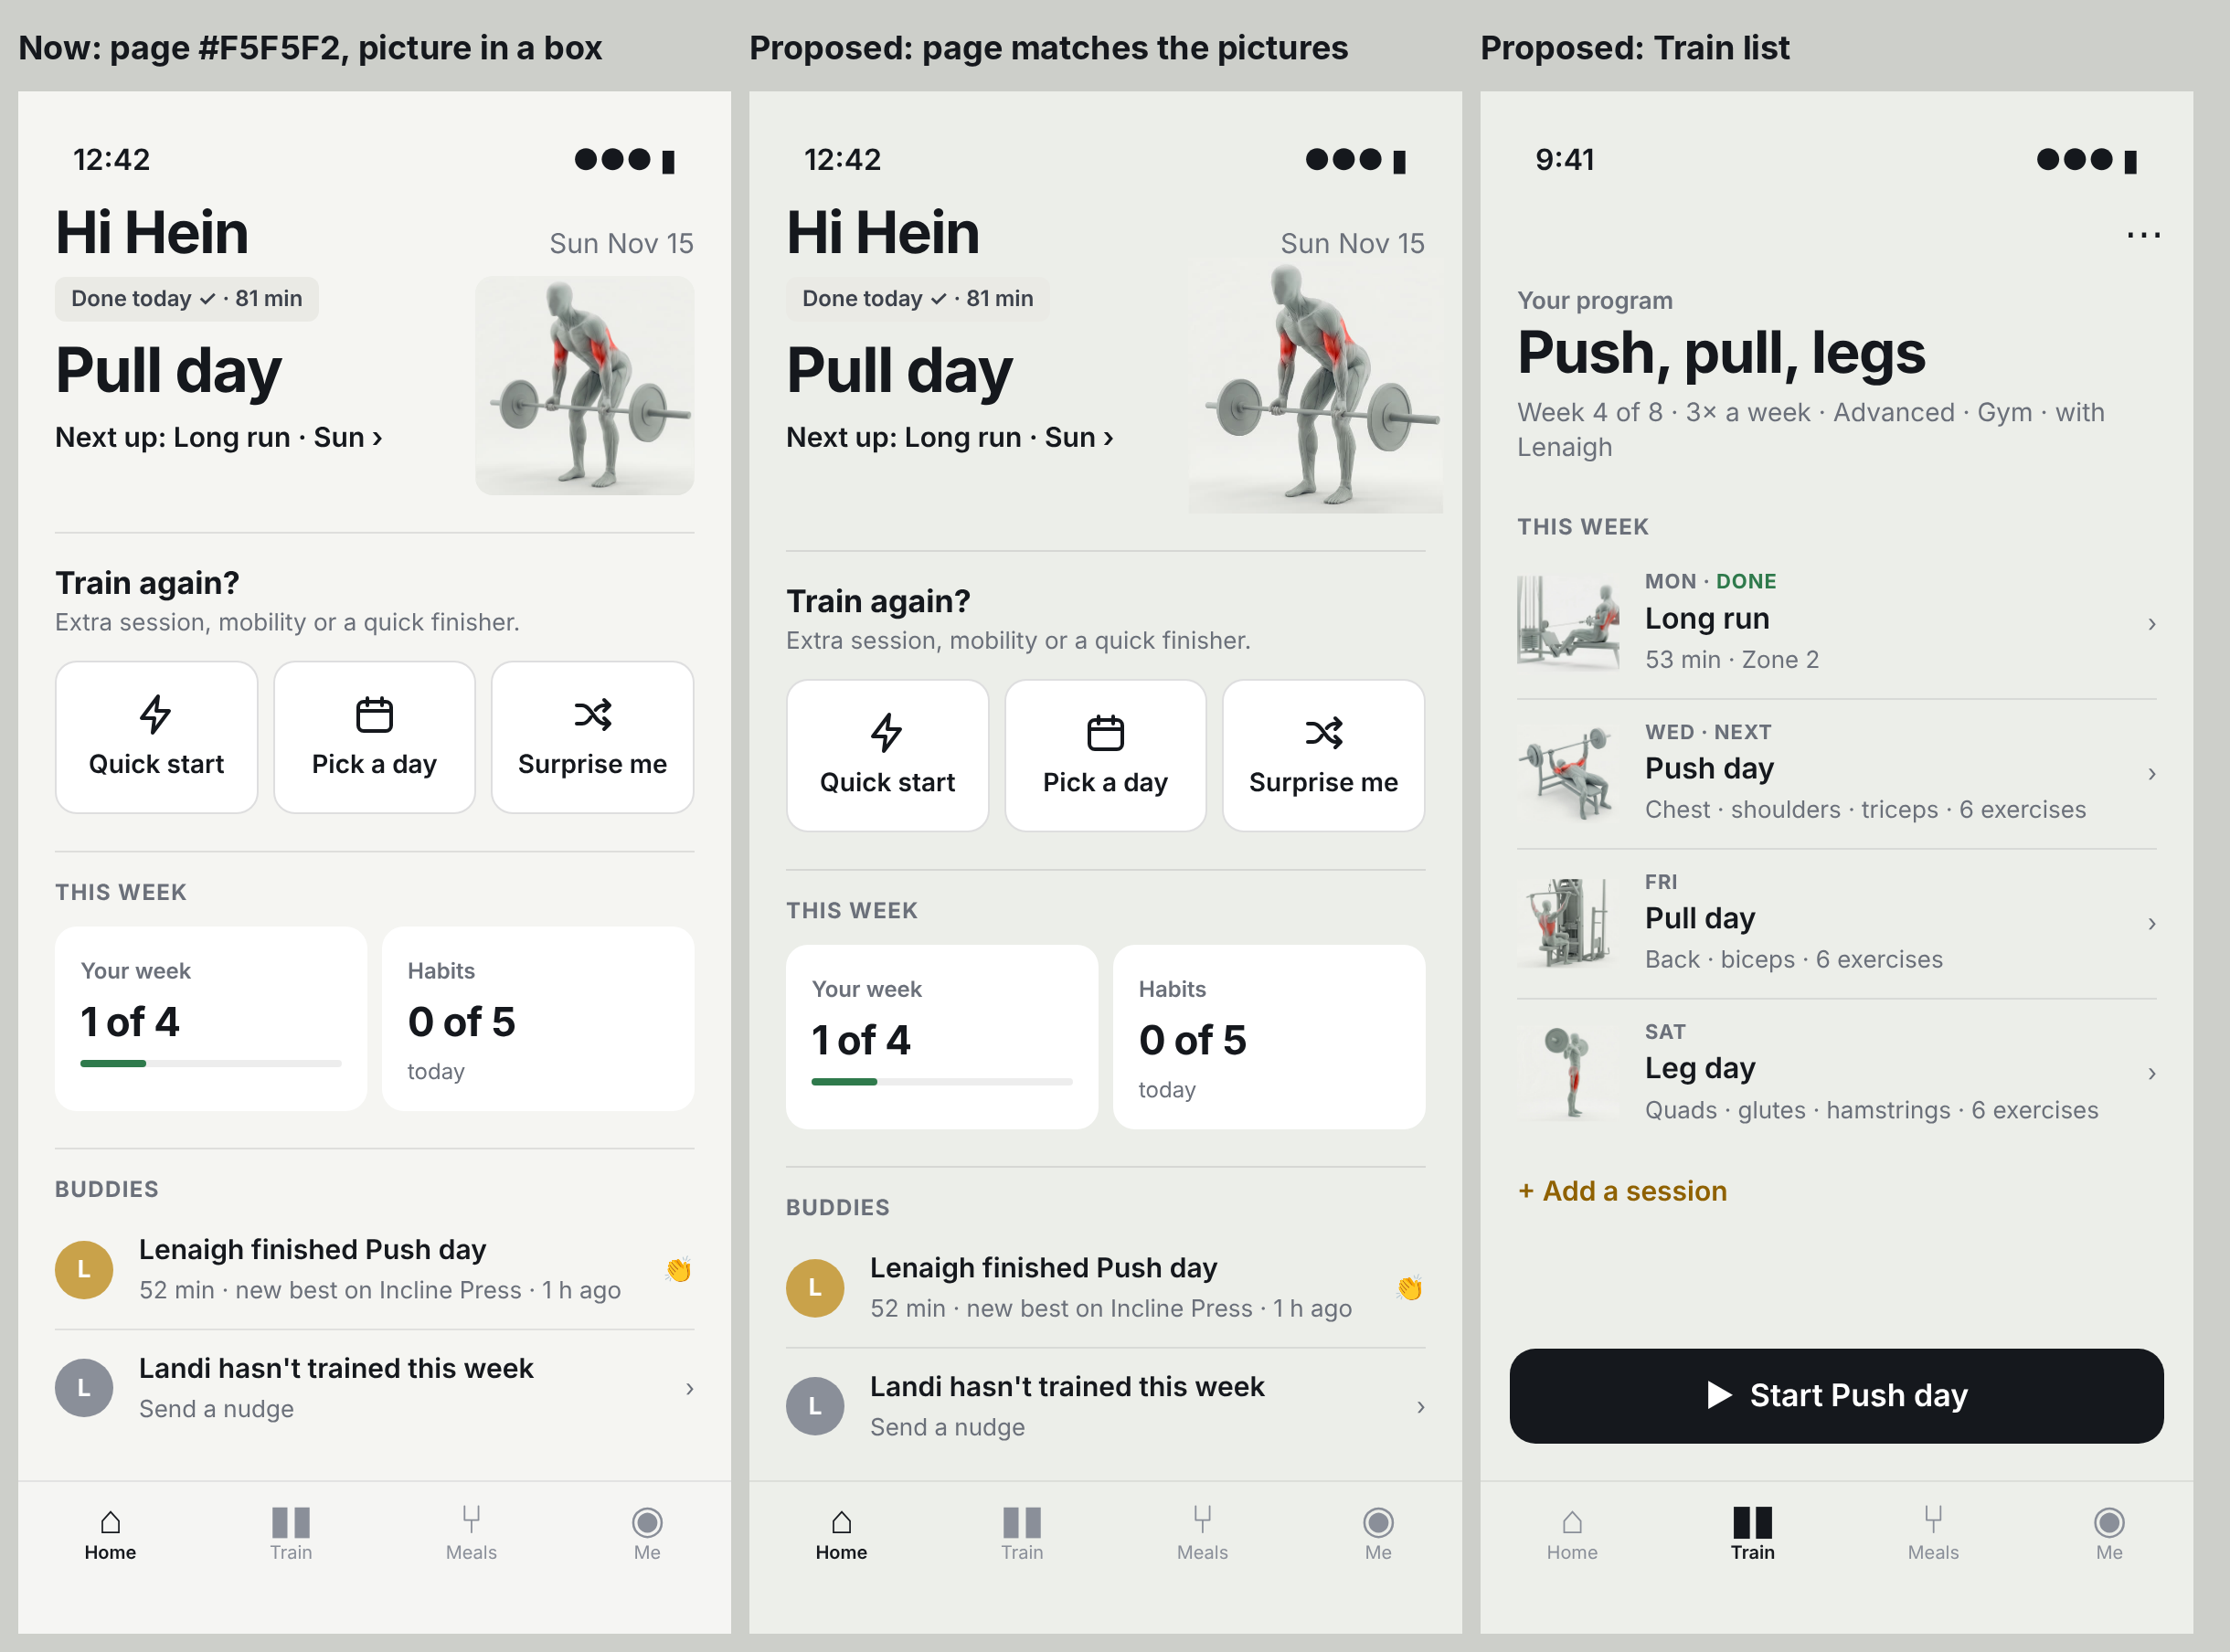 Now: page #F5F5F2, picture in a box
12:42
Hi Hein
Sun Nov 15
Done today ✓ · 81 min
Pull day
Next up: Long run · Sun ›
Train again?
Extra session, mobility or a quick finisher.
Quick start
Pick a day
Surprise me
THIS WEEK
Your week
1 of 4
Habits
0 of 5
today
BUDDIES
L
Lenaigh finished Push day
52 min · new best on Incline Press · 1 h ago
L
Landi hasn't trained this week
Send a nudge
Home
Train
Meals
Me
Proposed: page matches the pictures
12:42
Hi Hein
Sun Nov 15
Done today ✓ · 81 min
Pull day
Next up: Long run · Sun ›
Train again?
Extra session, mobility or a quick finisher.
Quick start
Pick a day
Surprise me
THIS WEEK
Your week
1 of 4
Habits
0 of 5
today
BUDDIES
L
Lenaigh finished Push day
52 min · new best on Incline Press · 1 h ago
L
Landi hasn't trained this week
Send a nudge
Home
Train
Meals
Me
Proposed: Train list
9:41
...
Your program
Push, pull, legs
Week 4 of 8 · 3× a week · Advanced · Gym · with
Lenaigh
THIS WEEK
MON · DONE
Long run
53 min · Zone 2
WED · NEXT
Push day
Chest · shoulders · triceps · 6 exercises
FRI
Pull day
Back · biceps · 6 exercises
SAT
Leg day
Quads · glutes · hamstrings · 6 exercises
+ Add a session
Start Push day
Home
Train
Meals
Me